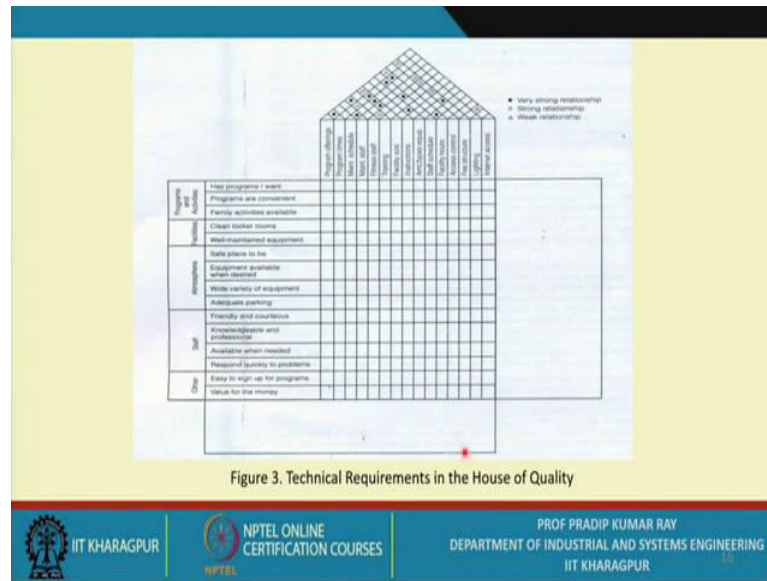 Very strong relationship
Strong relationship
Weak relationship
Program offerings
Program times
Maint. schedule
Maint. staff
Fitness staff
Training
Facility size
Instructions
Staff schedule
Facility hours
Access control
Fee structure
Lighting
Internet access
Programs
and
Activities
Has programs I want
Programs are convenient
Family activities available
Facilities
Clean locker rooms
Well-maintained equipment
Atmosphere
Safe place to be
Equipment available
when desired
Wide variety of equipment
Adequate parking
Staff
Friendly and courteous
Knowledgeable and
professional
Available when needed
Respond quickly to problems
Other
Easy to sign up for programs
Value for the money
Figure 3. Technical Requirements in the House of Quality
IIT KHARAGPUR
NPTEL
NPTEL ONLINE
CERTIFICATION COURSES
PROF PRADIP KUMAR RAY
DEPARTMENT OF INDUSTRIAL AND SYSTEMS ENGINEERING
IIT KHARAGPUR